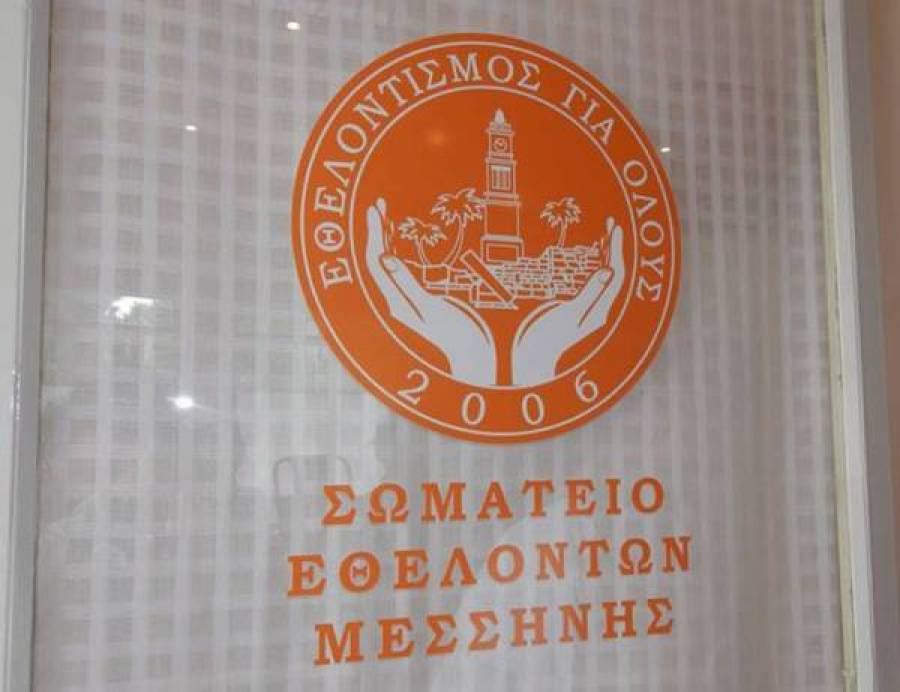 ΕΘΕΛΟΝΤΙΣΜΟΣ ΓΙΑ ΟΛΟΥΣ
2006
ΣΩΜΑΤΕΙΟ
ΕΘΕΛΟΝΤΩΝ
ΜΕΣΣΗΝΗΣ